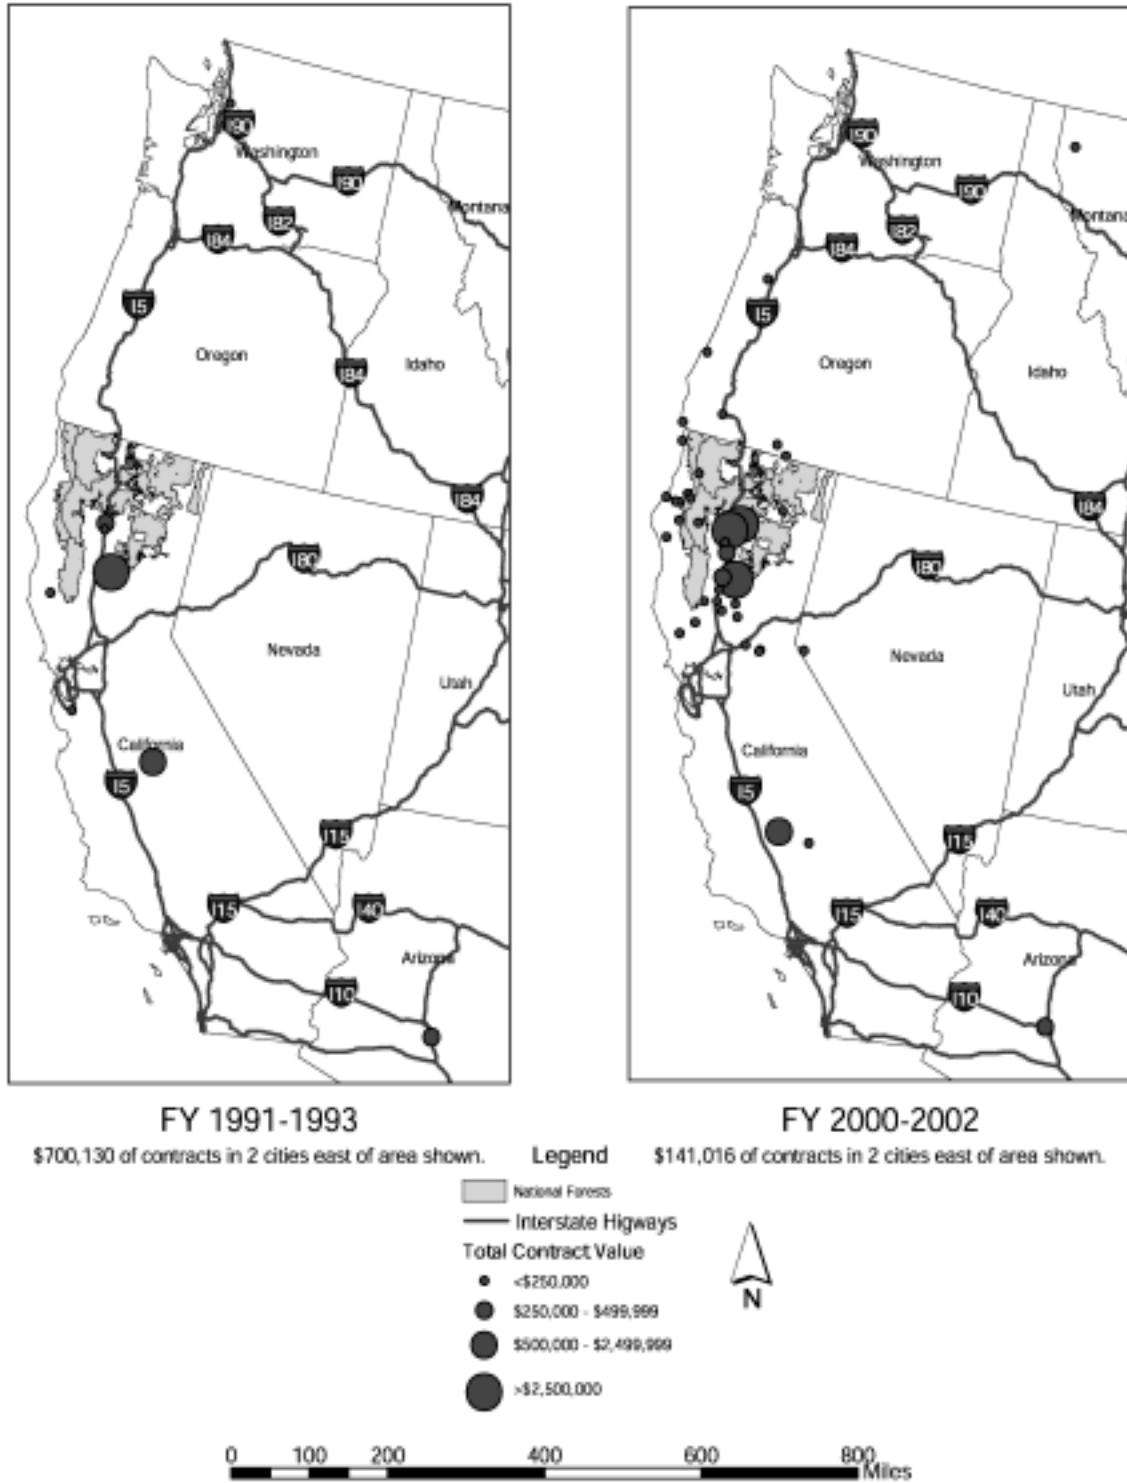 I90
Washington
I90
I82
Montana
I84
I5
Oregon
I84
Idaho
I84
I80
Nevada
Utah
California
I5
I15
I15
I40
Arizona
I10
I90
Washington
I90
I82
Montana
I84
I5
Oregon
Idaho
I84
I80
Nevada
Utah
California
I5
I15
I15
I40
Arizona
I10
FY 1991-1993
$700,130 of contracts in 2 cities east of area shown.
FY 2000-2002
$141,016 of contracts in 2 cities east of area shown.
Legend
National Forests
Interstate Higways
Total Contract Value
<$250,000
$250,000 - $499,999
$500,000 - $2,499,999
>$2,500,000
N
0 100 200 400 600 800
Miles